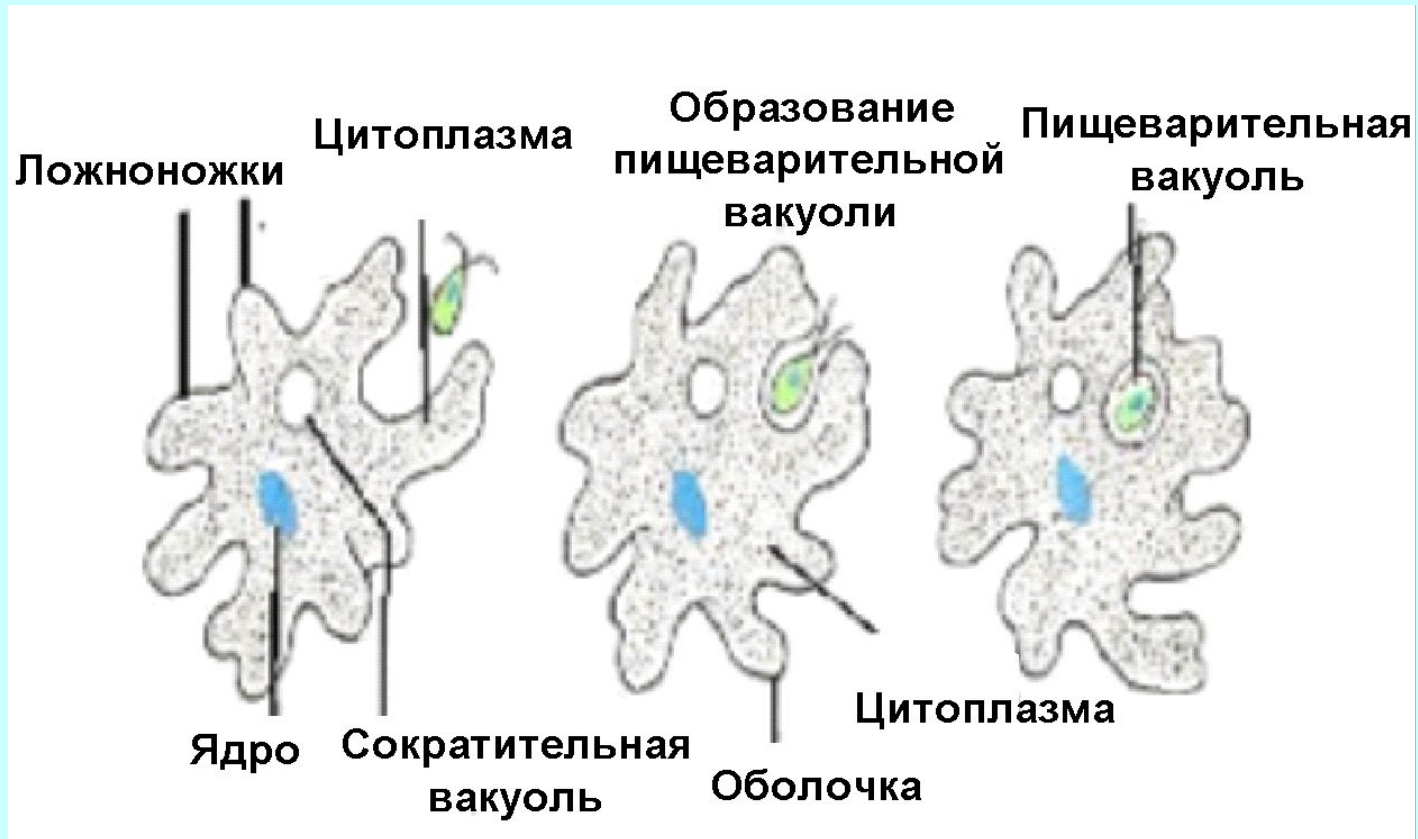 Ложноножки
Цитоплазма
Образование
пищеварительной
вакуоли
Пищеварительная
вакуоль
Ядро
Сократительная
вакуоль
Оболочка
Цитоплазма